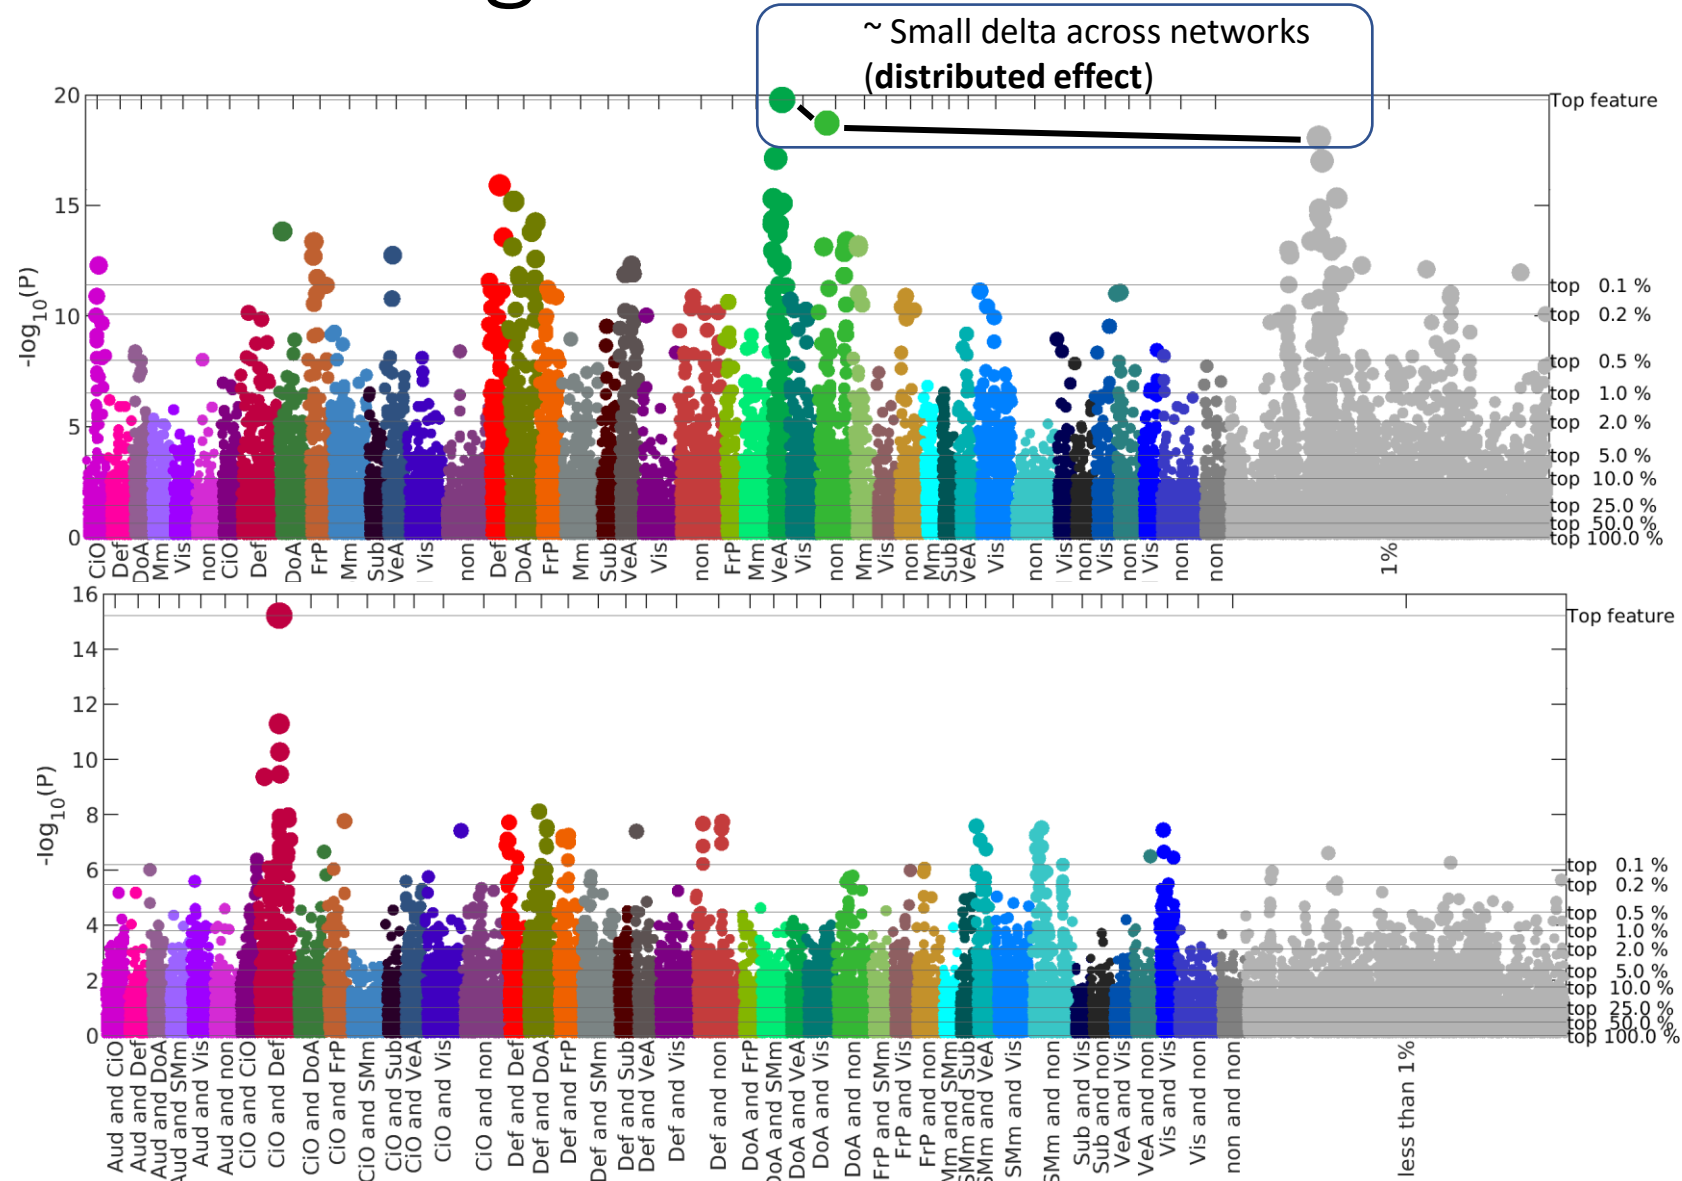 ~ Small delta across networks
(distributed effect)
20
15
10
5
0
-log10(P)
Top feature
top 0.1 %
top 0.2 %
top 0.5 %
top 1.0 %
top 2.0 %
top 5.0 %
top 10.0 %
top 25.0 %
top 50.0 %
top 100.0 %
CiO
Def
DoA
Mm
Vis
non
CiO
Def
DoA
FrP
Mm
Sub
VeA
Vis
non
Def
DoA
FrP
Mm
Sub
VeA
Vis
non
FrP
Mm
VeA
Vis
non
Mm
Vis
non
Mm
Sub
VeA
Vis
non
Vis
non
Vis
non
Vis
non
non
1%
16
14
12
10
8
6
4
2
0
-log10(P)
Top feature
top 0.1 %
top 0.2 %
top 0.5 %
top 1.0 %
top 2.0 %
top 5.0 %
top 10.0 %
top 25.0 %
top 50.0 %
top 100.0 %
Aud and CiO
Aud and Def
Aud and DoA
Aud and SMm
Aud and Vis
Aud and non
CiO and CiO
CiO and Def
CiO and DoA
CiO and FrP
CiO and SMm
CiO and Sub
CiO and VeA
CiO and Vis
CiO and non
Def and Def
Def and DoA
Def and FrP
Def and SMm
Def and Sub
Def and VeA
Def and Vis
Def and non
DoA and FrP
DoA and SMm
DoA and VeA
DoA and Vis
DoA and non
FrP and SMm
FrP and Vis
FrP and non
Mm and SMm
SMm and Sub
SMm and VeA
SMm and Vis
SMm and non
Sub and Vis
Sub and non
VeA and Vis
VeA and non
Vis and Vis
Vis and non
non and non
less than 1%